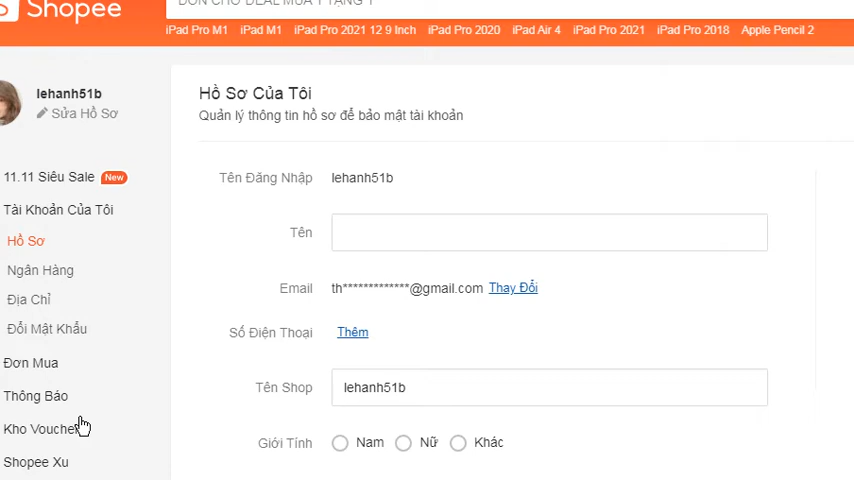 Shopee
iPad Pro M1 iPad M1 iPad Pro 2021 12 9 Inch iPad Pro 2020 iPad Air 4 iPad Pro 2021 iPad Pro 2018 Apple Pencil 2
lehanh51b
Sửa Hồ Sơ
11.11 Siêu Sale New
Tài Khoản Của Tôi
Hồ Sơ
Ngân Hàng
Địa Chỉ
Đổi Mật Khẩu
Đơn Mua
Thông Báo
Kho Voucher
Shopee Xu
Hồ Sơ Của Tôi
Quản lý thông tin hồ sơ để bảo mật tài khoản
Tên Đăng Nhập lehanh51b
Tên
Email th*************@gmail.com Thay Đổi
Số Điện Thoại Thêm
Tên Shop lehanh51b
Giới Tính Nam Nữ Khác